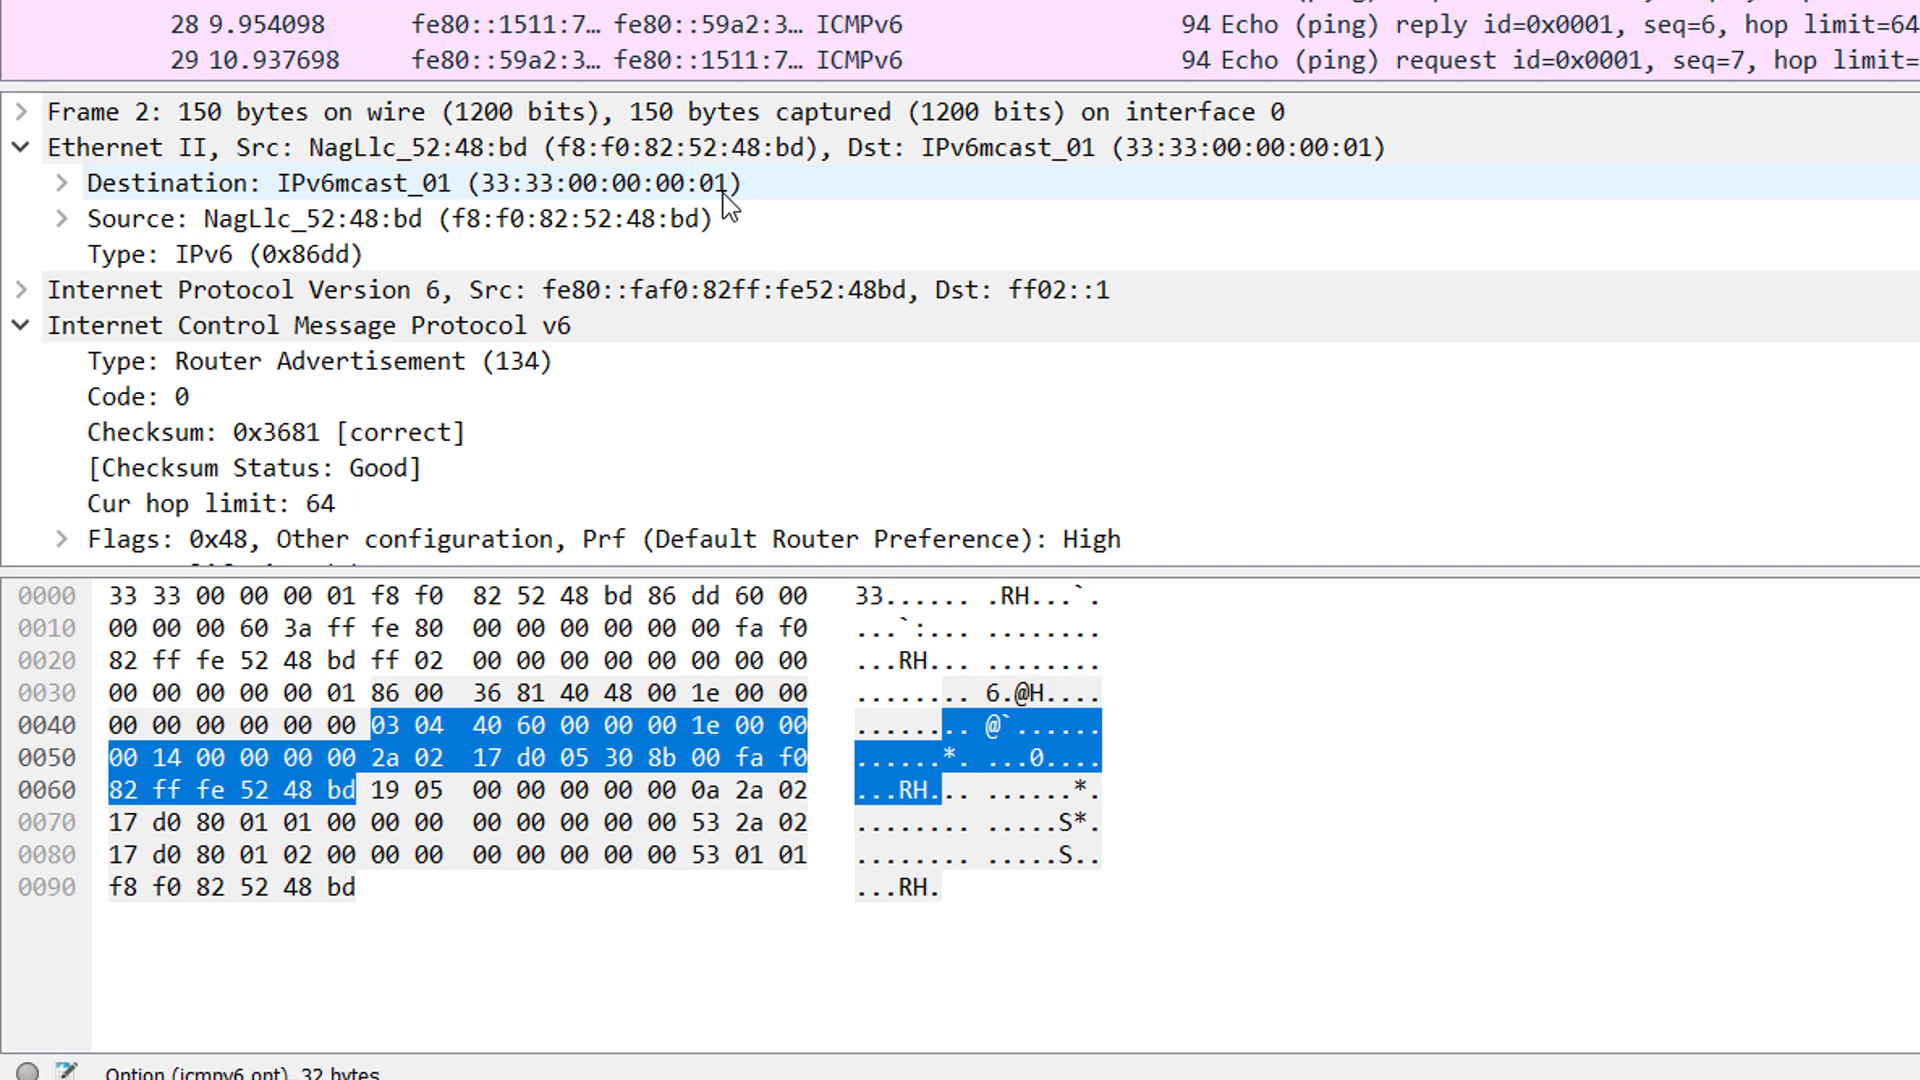 28 9.954098 fe80::1511:7… fe80::59a2:3… ICMPv6 94 Echo (ping) reply id=0x0001, seq=6, hop limit=64
29 10.937698 fe80::59a2:3… fe80::1511:7… ICMPv6 94 Echo (ping) request id=0x0001, seq=7, hop limit=
Frame 2: 150 bytes on wire (1200 bits), 150 bytes captured (1200 bits) on interface 0
Ethernet II, Src: NagLlc_52:48:bd (f8:f0:82:52:48:bd), Dst: IPv6mcast_01 (33:33:00:00:00:01)
Destination: IPv6mcast_01 (33:33:00:00:00:01)
Source: NagLlc_52:48:bd (f8:f0:82:52:48:bd)
Type: IPv6 (0x86dd)
Internet Protocol Version 6, Src: fe80::faf0:82ff:fe52:48bd, Dst: ff02::1
Internet Control Message Protocol v6
Type: Router Advertisement (134)
Code: 0
Checksum: 0x3681 [correct]
[Checksum Status: Good]
Cur hop limit: 64
Flags: 0x48, Other configuration, Prf (Default Router Preference): High
0000 33 33 00 00 00 01 f8 f0 82 52 48 bd 86 dd 60 00 33...... .RH...`.
0010 00 00 00 60 3a ff fe 80 00 00 00 00 00 00 fa f0 ...`:... ........
0020 82 ff fe 52 48 bd ff 02 00 00 00 00 00 00 00 00 ...RH... ........
0030 00 00 00 00 00 01 86 00 36 81 40 48 00 1e 00 00 ........ 6.@H....
0040 00 00 00 00 00 00 03 04 40 60 00 00 00 1e 00 00 ........ @`......
0050 00 14 00 00 00 00 2a 02 17 d0 05 30 8b 00 fa f0 ......*. ...0....
0060 82 ff fe 52 48 bd 19 05 00 00 00 00 00 0a 2a 02 ...RH... ......*.
0070 17 d0 80 01 01 00 00 00 00 00 00 00 00 53 2a 02 ........ .....S*.
0080 17 d0 80 01 02 00 00 00 00 00 00 00 00 53 01 01 ........ .....S..
0090 f8 f0 82 52 48 bd ...RH.
Option (icmpv6.opt), 32 bytes